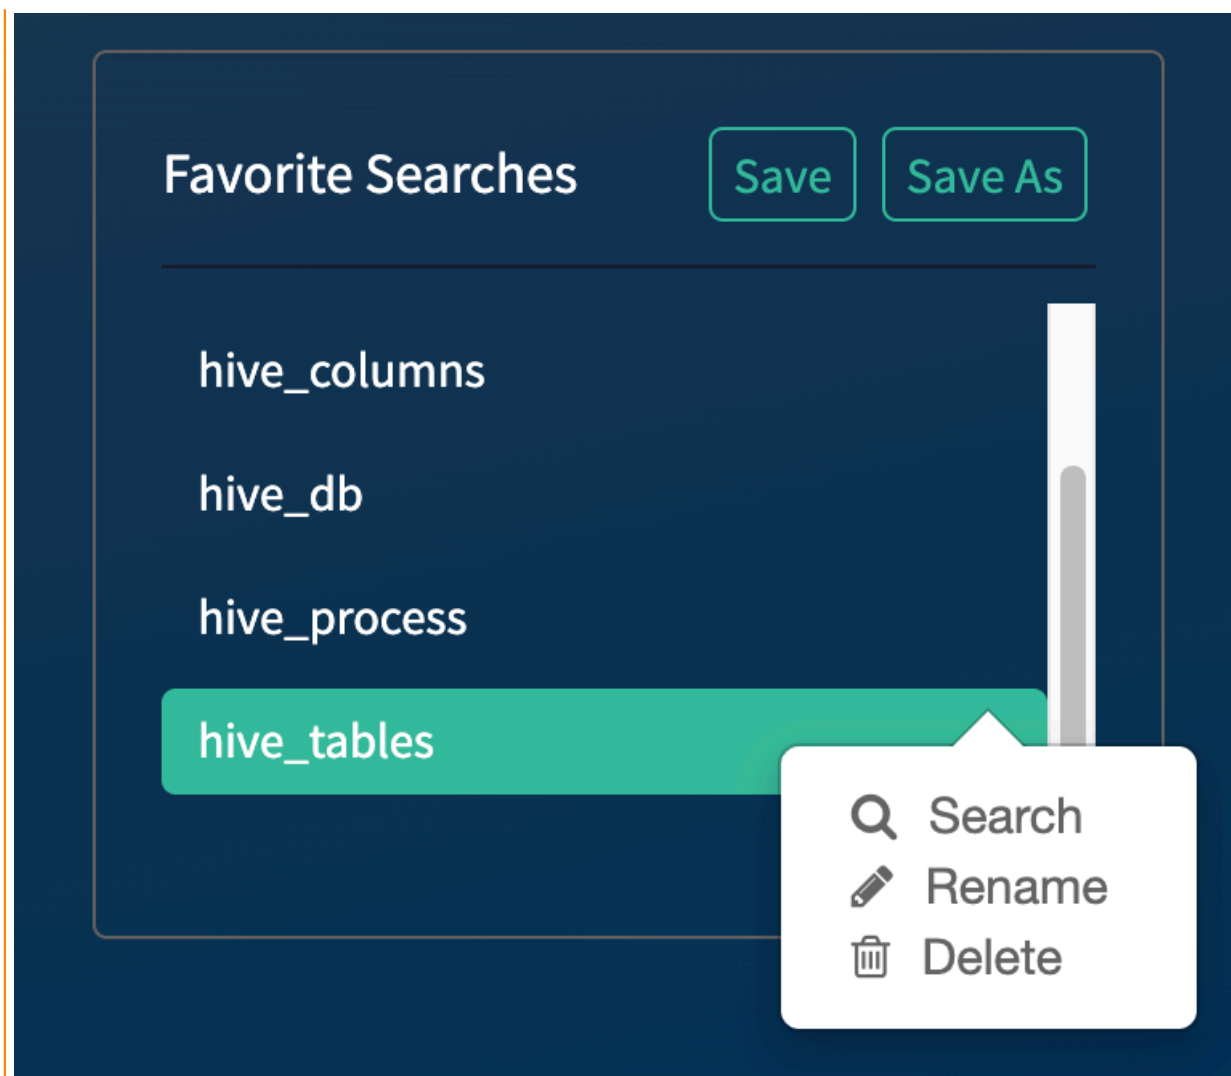 Favorite Searches Save Save As
hive_columns
hive_db
hive_process
hive_tables
Search
Rename
Delete